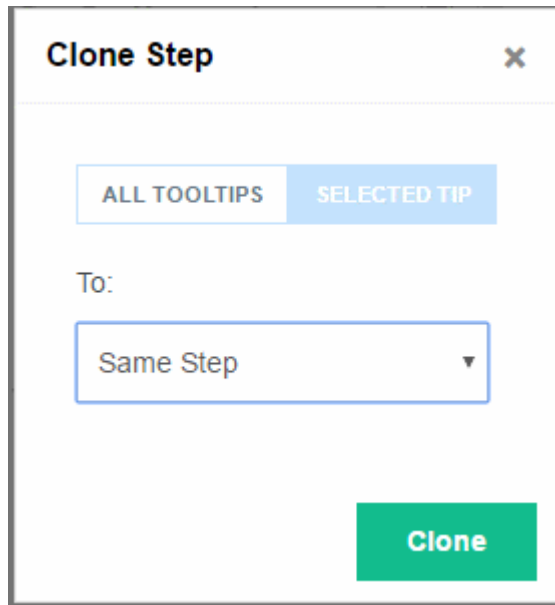 Clone Step
ALL TOOLTIPS SELECTED TIP
To:
Same Step
Clone